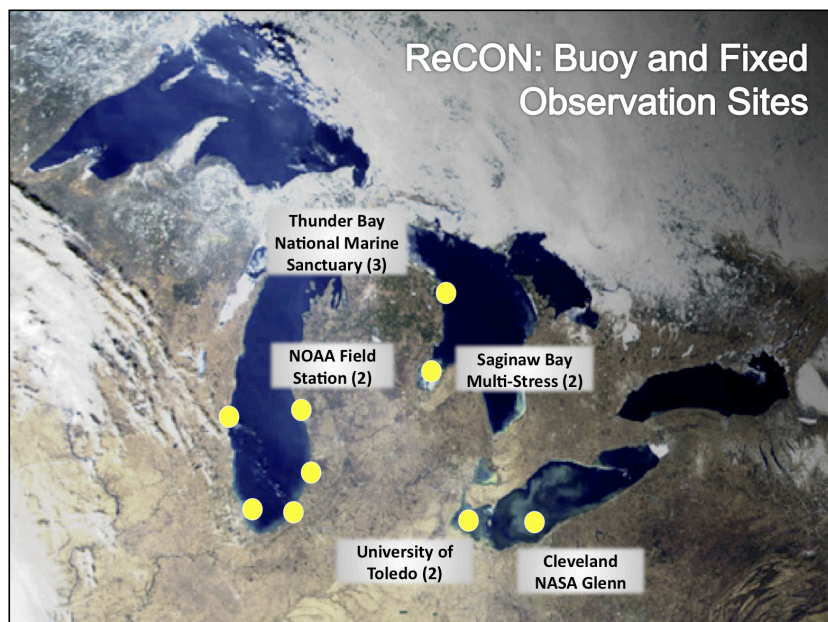 ReCON: Buoy and Fixed
Observation Sites
Thunder Bay
National Marine
Sanctuary (3)
NOAA Field
Station (2)
Saginaw Bay
Multi-Stress (2)
University of
Toledo (2)
Cleveland
NASA Glenn